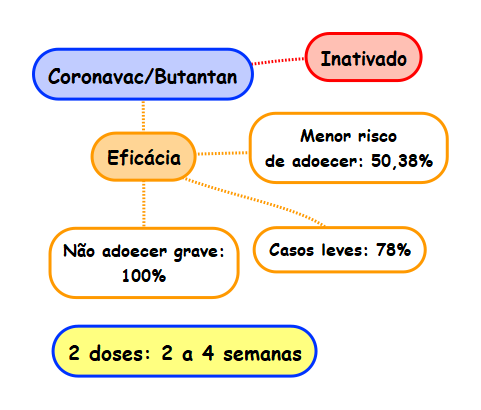 Coronavac/Butantan
Inativado
Eficácia
Menor risco
de adoecer: 50,38%
Não adoecer grave:
100%
Casos leves: 78%
2 doses: 2 a 4 semanas